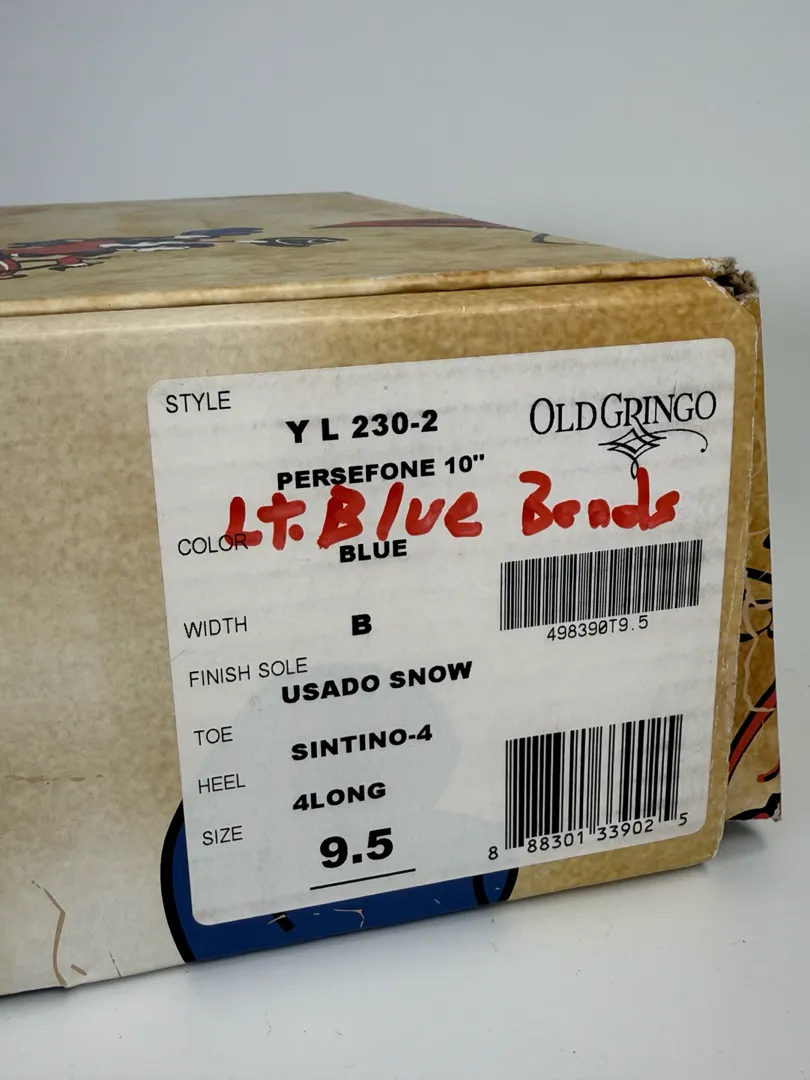 STYLE
Y L 230-2
OLD GRINGO
PERSEFONE 10"
Lt. Blue Beads
COLOR
BLUE
498390T9.5
WIDTH
B
FINISH SOLE
USADO SNOW
TOE
SINTINO-4
HEEL
4LONG
SIZE
9.5
8 88301 33902 5